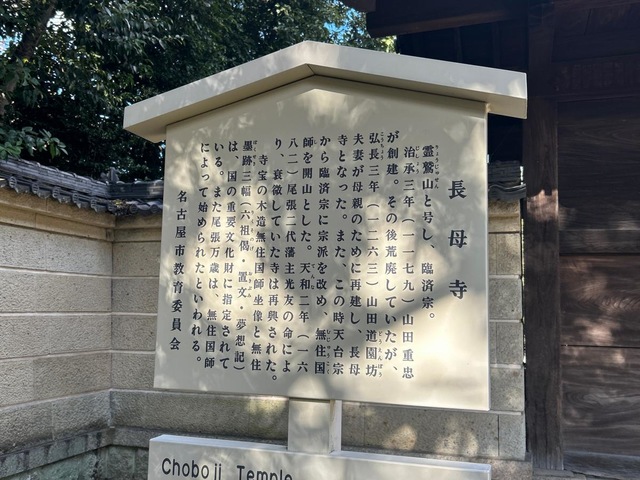 長母寺
霊鷲山と号し、臨済宗。
治承三年（一一七九）山田重忠
が創建。その後荒廃していたが、
弘長三年（一二六三）山田道園坊
夫妻が母親のために再建し、長母
寺となった。また、この時天台宗
から臨済宗に宗派を改め、無住国
師を開山とした。天和二年（一六
八二）尾張二代藩主光友の命によ
り、衰微していた寺は再興された。
寺宝の木造無住国師坐像と無住
墨跡三幅（六祖偈・置文・夢想記）
は、国の重要文化財に指定されて
いる。また尾張万歳は、無住国師
によって始められたといわれる。
名古屋市教育委員会
Choboji Temple